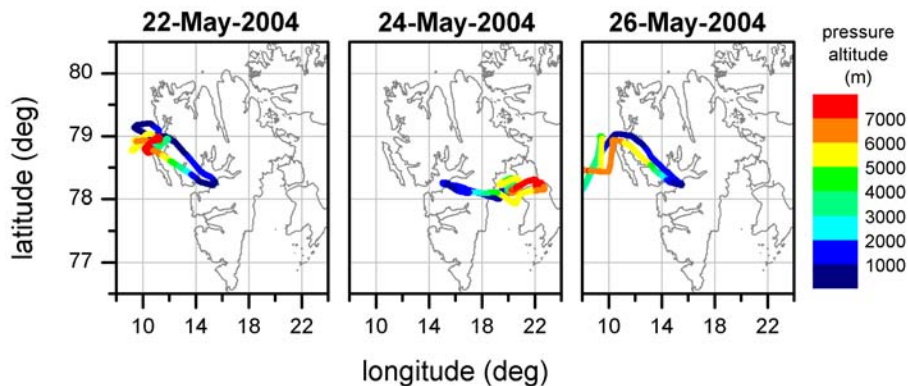 22-May-2004 24-May-2004 26-May-2004
pressure
altitude
(m)
80
79
78
77
latitude (deg)
7000
6000
5000
4000
3000
2000
1000
10 14 18 22 10 14 18 22 10 14 18 22
longitude (deg)